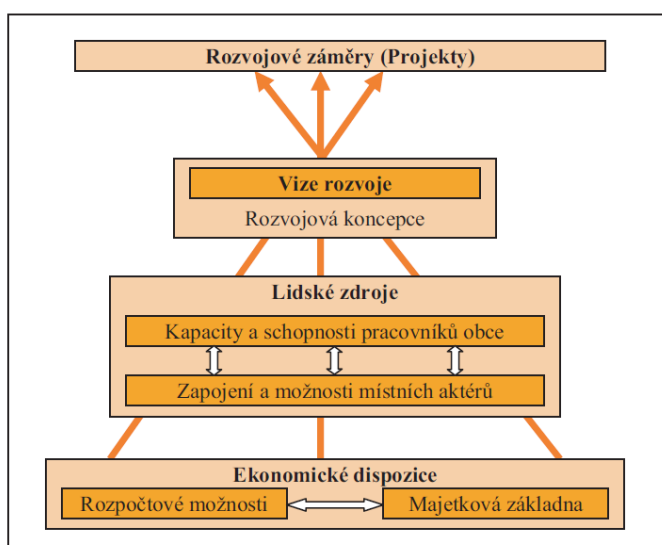 Rozvojové záměry (Projekty)
Vize rozvoje
Rozvojová koncepce
Lidské zdroje
Kapacity a schopnosti pracovníků obce
Zapojení a možnosti místních aktérů
Ekonomické dispozice
Rozpočtové možnosti
Majetková základna